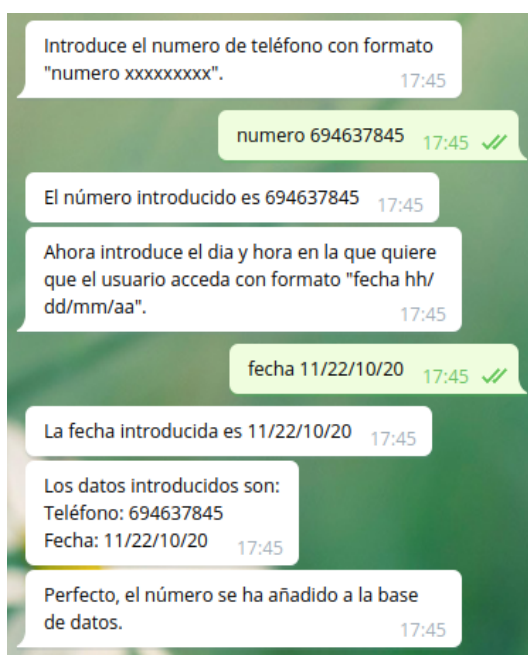 Introduce el numero de teléfono con formato
"numero xxxxxxxxx".
17:45
numero 694637845 17:45
El número introducido es 694637845 17:45
Ahora introduce el dia y hora en la que quiere
que el usuario acceda con formato "fecha hh/
dd/mm/aa".
17:45
fecha 11/22/10/20 17:45
La fecha introducida es 11/22/10/20 17:45
Los datos introducidos son:
Teléfono: 694637845
Fecha: 11/22/10/20 17:45
Perfecto, el número se ha añadido a la base
de datos.
17:45